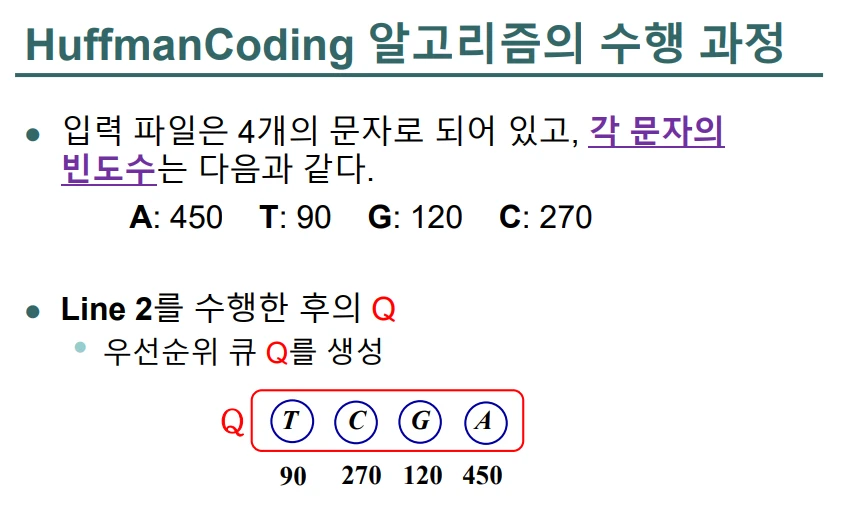 HuffmanCoding 알고리즘의 수행 과정
● 입력 파일은 4개의 문자로 되어 있고, 각 문자의
빈도수는 다음과 같다.
A: 450 T: 90 G: 120 C: 270
● Line 2를 수행한 후의 Q
● 우선순위 큐 Q를 생성
Q T C G A
90 270 120 450